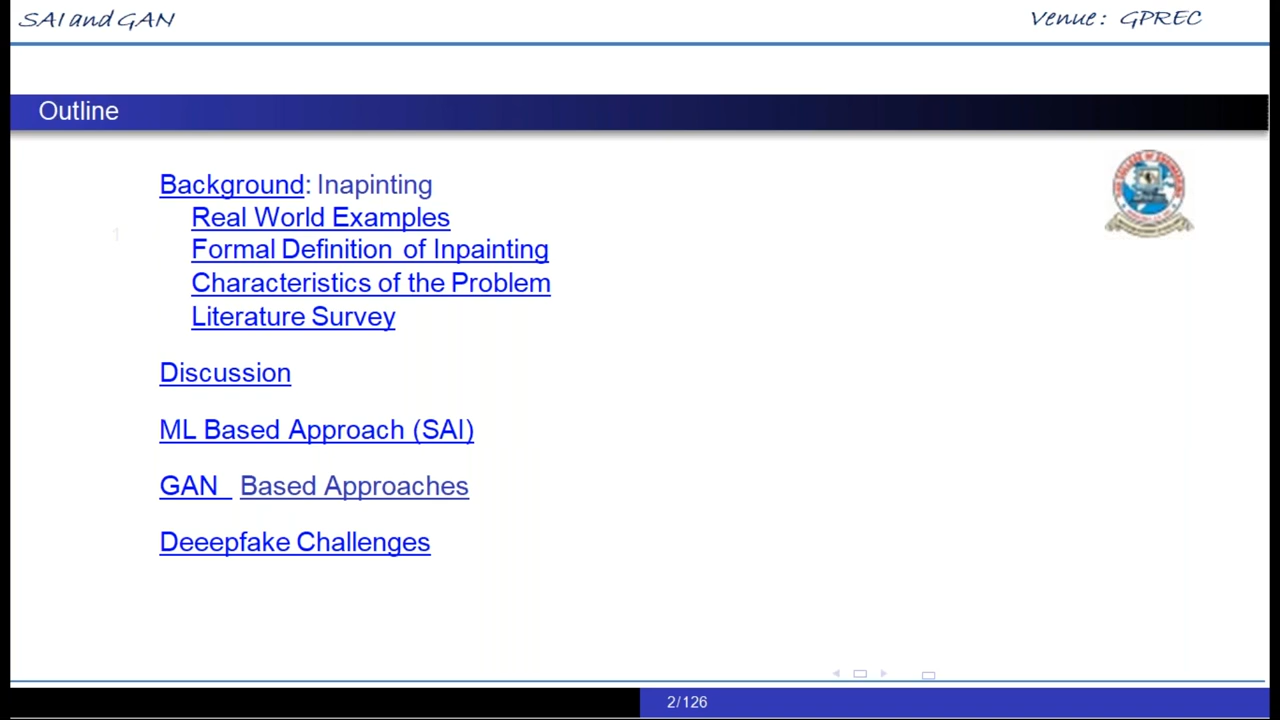 SAI and GAN
Venue: GPREC
Outline
Background: Inapinting
Real World Examples
1
Formal Definition of Inpainting
Characteristics of the Problem
Literature Survey
Discussion
ML Based Approach (SAI)
GAN Based Approaches
Deeepfake Challenges
2/126